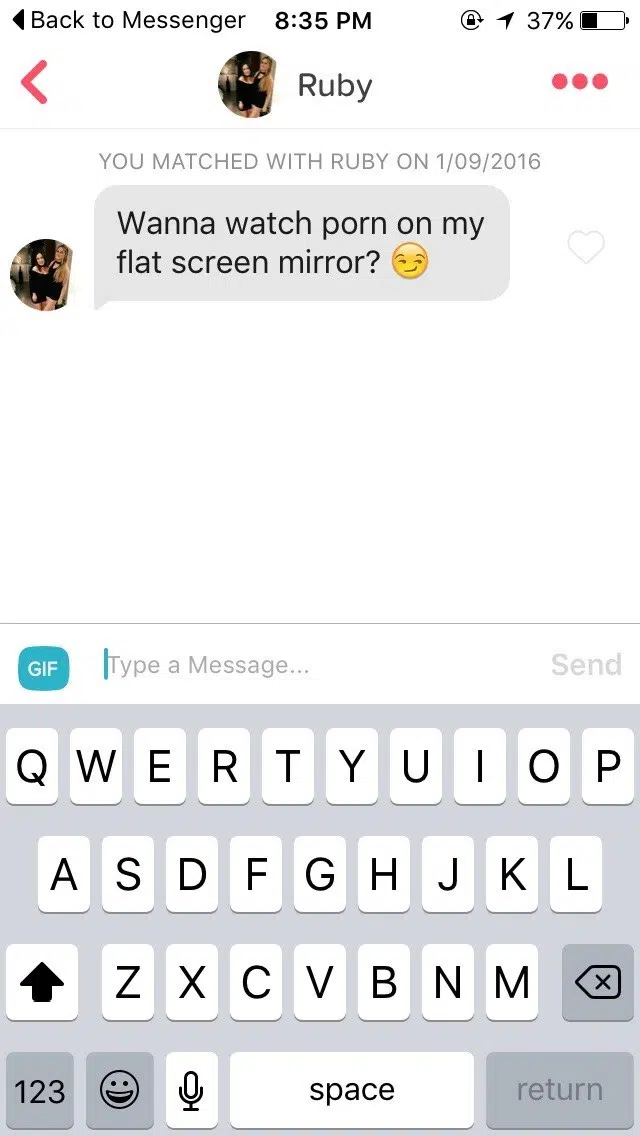 Back to Messenger 8:35 PM 37%
Ruby
YOU MATCHED WITH RUBY ON 1/09/2016
Wanna watch porn on my
flat screen mirror? 😏
GIF Type a Message... Send
Q W E R T Y U I O P
A S D F G H J K L
Z X C V B N M
123 space return